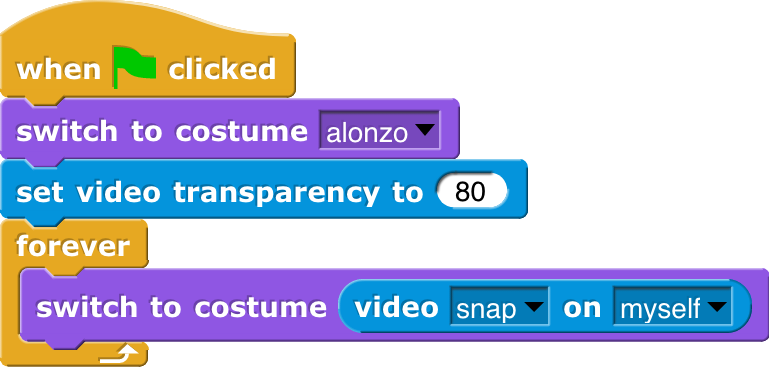 when clicked
switch to costume alonzo
set video transparency to 80
forever
switch to costume video snap on myself